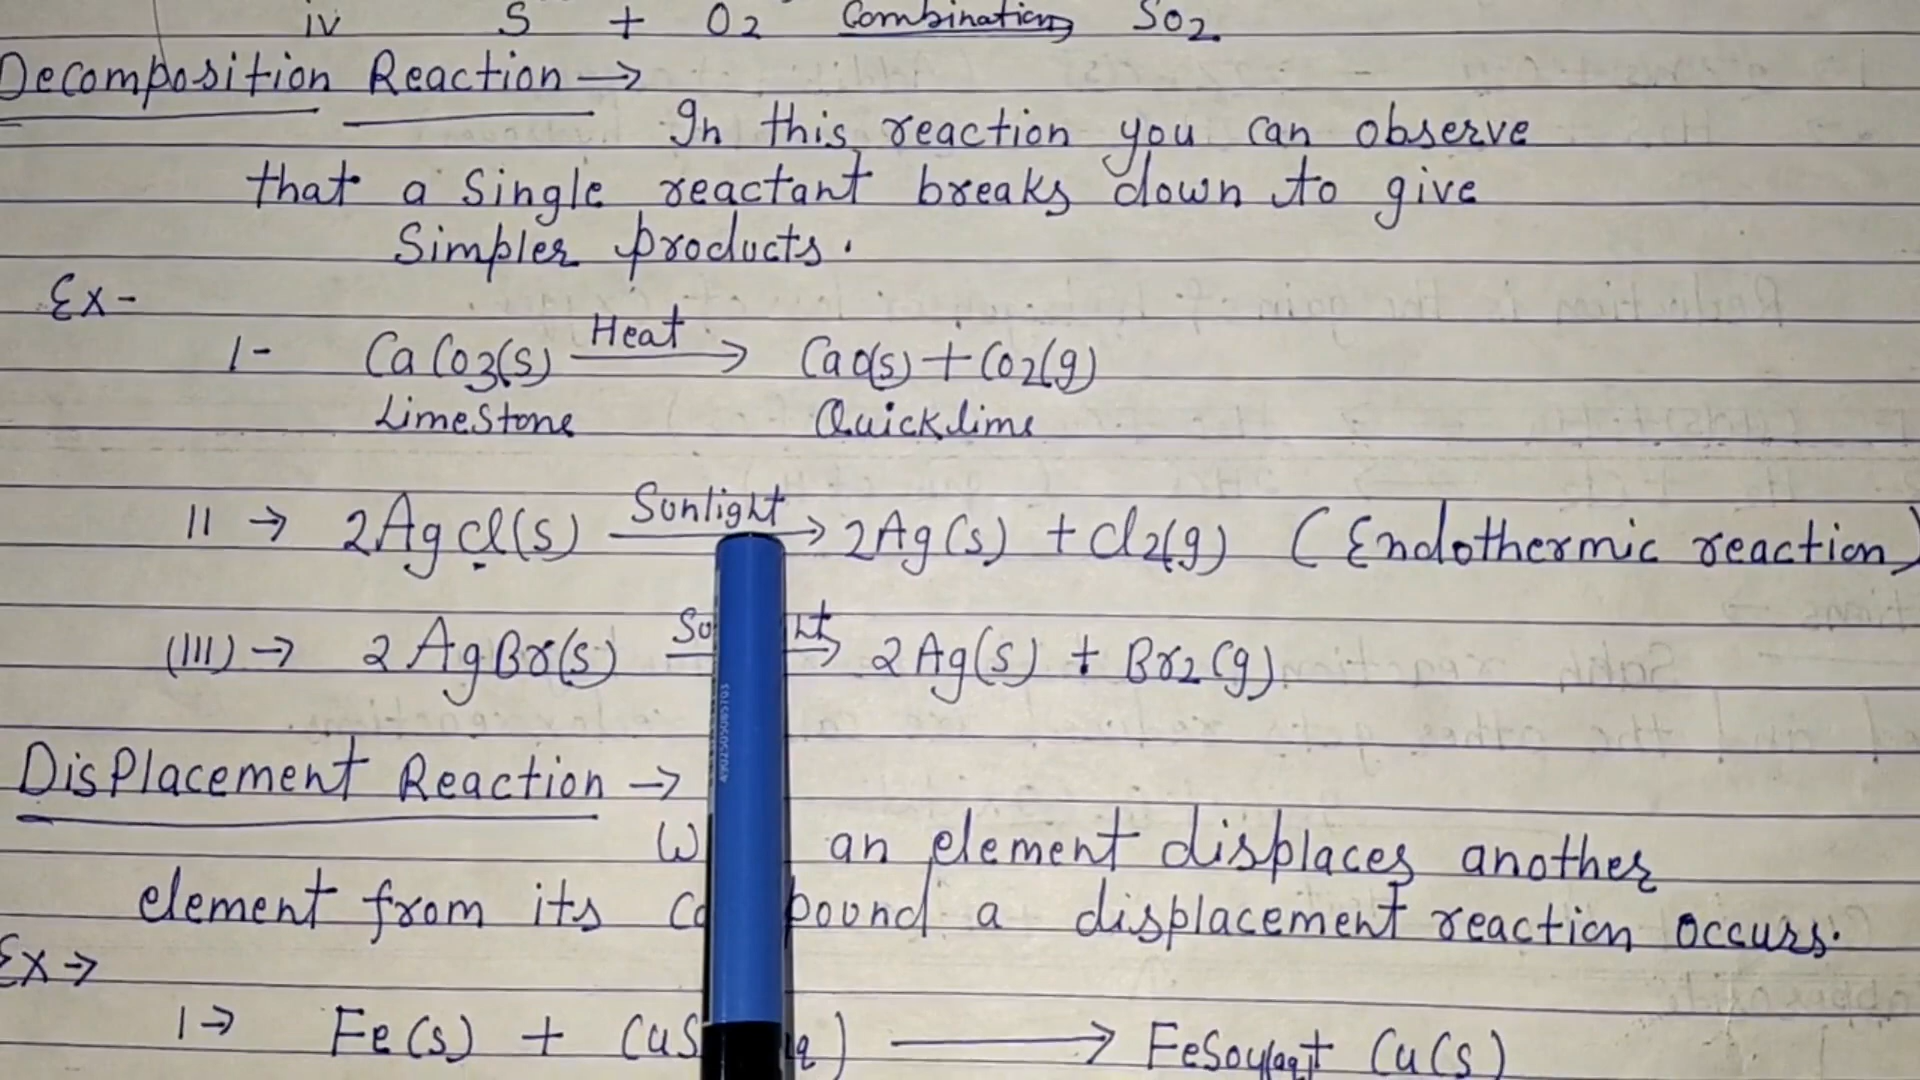 iv S + O2 Combination SO2.
Decomposition Reaction →
In this reaction you can observe
that a Single reactant breaks down to give
Simpler products.
Ex-
1- CaCo3(s) Heat → Cao(s) + Co2(g)
LimeStone Quicklime
II → 2AgCl(s) Sunlight → 2Ag(s) + Cl2(g) (Endothermic reaction)
(III) → 2AgBr(s) → 2Ag(s) + Br2(g).
DisPlacement Reaction →
an element displaces another
element from its a displacement reaction occurs.
Ex →
1 → Fe(s) + → FeSo4(aq) + Cu(s)